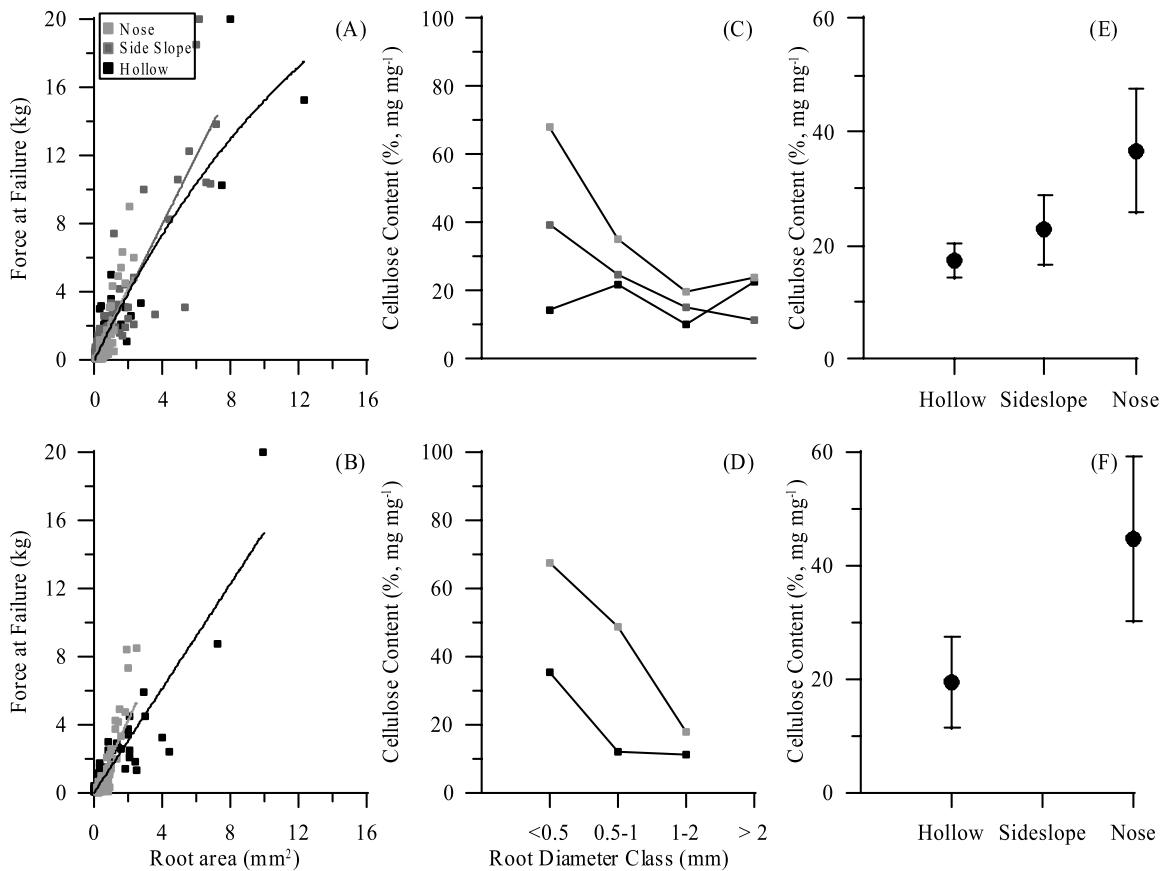 20 (A)
Nose
Side Slope
Hollow
16
12
8
4
0
Force at Failure (kg)
0 4 8 12 16
100 (C)
80
60
40
20
0
Cellulose Content (%, mg mg-1)
60 (E)
40
20
0
Cellulose Content (%, mg mg-1)
Hollow Sideslope Nose
20 (B)
16
12
8
4
0
Force at Failure (kg)
0 4 8 12 16
Root area (mm2)
100 (D)
80
60
40
20
0
Cellulose Content (%, mg mg-1)
<0.5 0.5-1 1-2 > 2
Root Diameter Class (mm)
60 (F)
40
20
0
Cellulose Content (%, mg mg-1)
Hollow Sideslope Nose